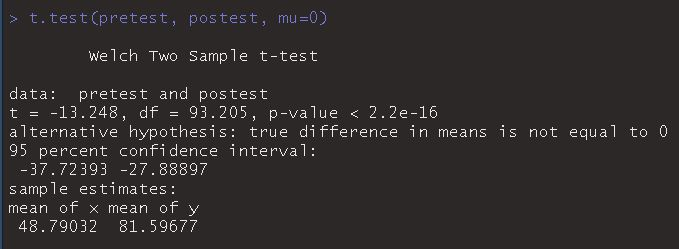 > t.test(pretest, postest, mu=0)
Welch Two Sample t-test
data:  pretest and postest
t = -13.248, df = 93.205, p-value < 2.2e-16
alternative hypothesis: true difference in means is not equal to 0
95 percent confidence interval:
-37.72393 -27.88897
sample estimates:
mean of x mean of y
48.79032  81.59677